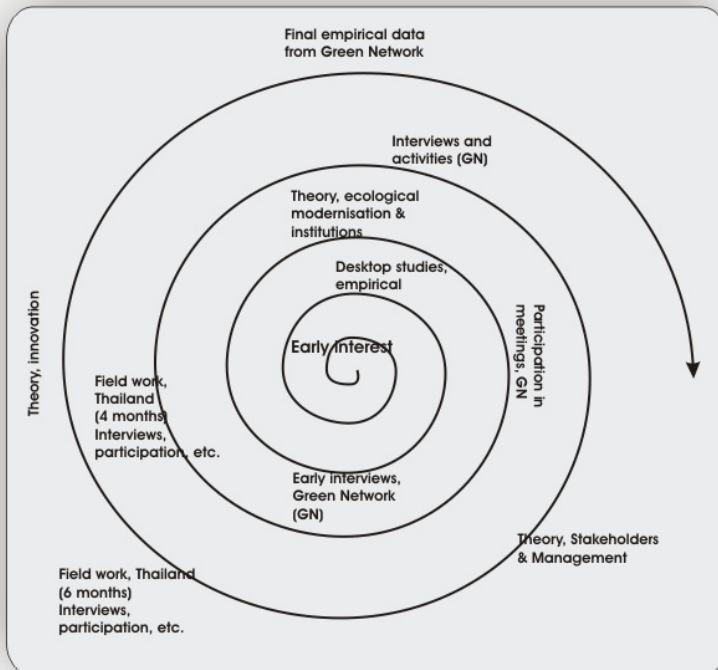 Final empirical data
from Green Network
Interviews and
activities (GN)
Theory, ecological
modernisation &
institutions
Desktop studies,
empirical
Early interest
Participation in
meetings, GN
Theory, innovation
Field work,
Thailand
(4 months)
Interviews,
participation, etc.
Early interviews,
Green Network
(GN)
Theory, Stakeholders
& Management
Field work, Thailand
(6 months)
Interviews,
participation, etc.